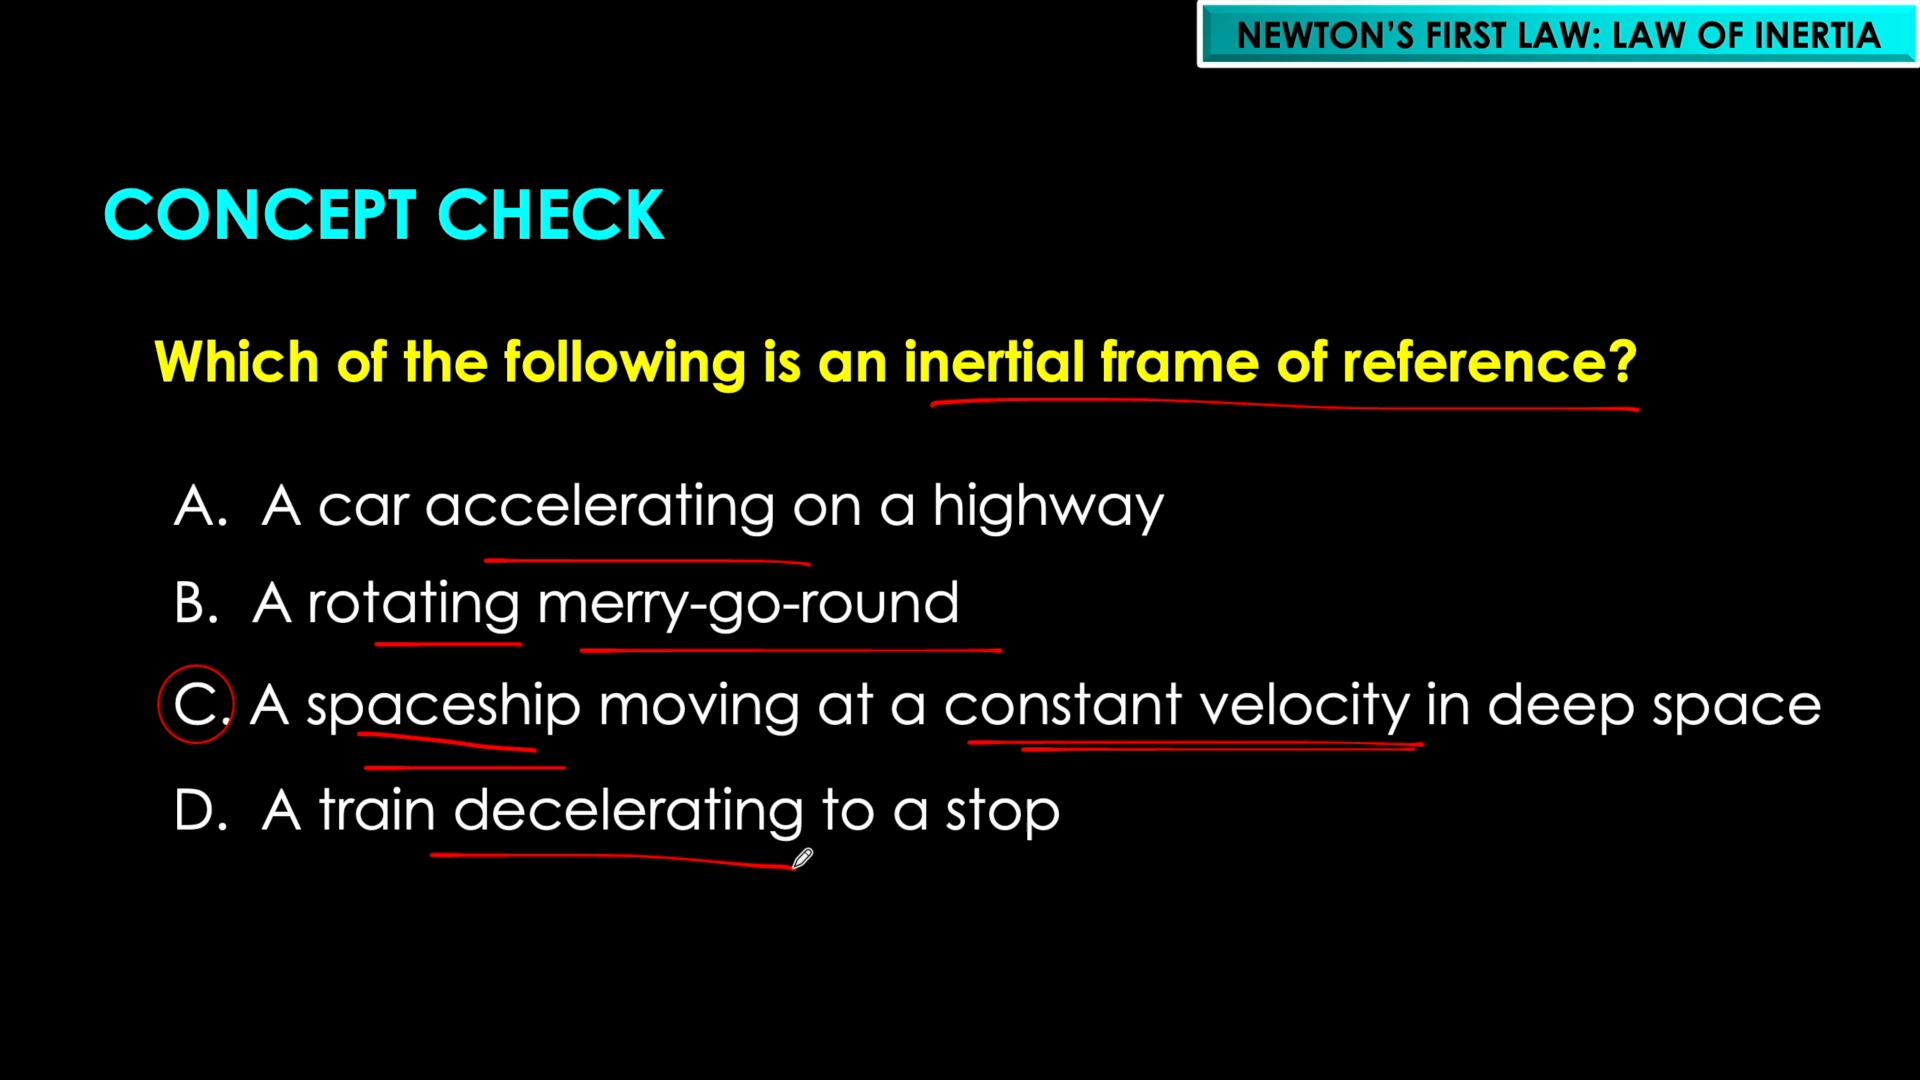 NEWTON’S FIRST LAW: LAW OF INERTIA
CONCEPT CHECK
Which of the following is an inertial frame of reference?
A. A car accelerating on a highway
B. A rotating merry-go-round
C. A spaceship moving at a constant velocity in deep space
D. A train decelerating to a stop